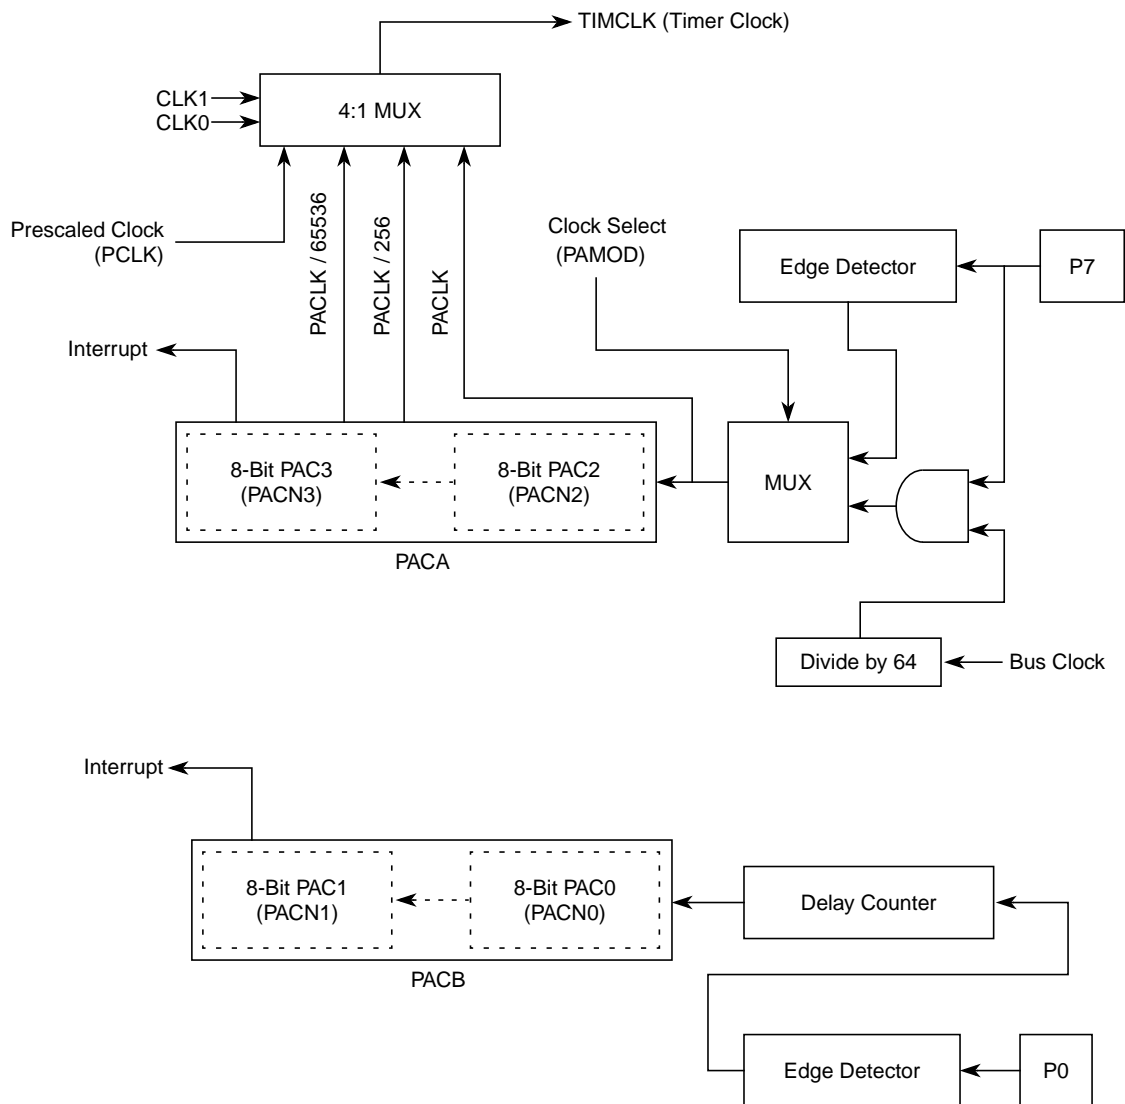 TIMCLK (Timer Clock)
CLK1
CLK0
4:1 MUX
Prescaled Clock
(PCLK)
PACLK / 65536
PACLK / 256
PACLK
Clock Select
(PAMOD)
Edge Detector
P7
Interrupt
8-Bit PAC3
(PACN3)
8-Bit PAC2
(PACN2)
MUX
PACA
Divide by 64
Bus Clock
Interrupt
8-Bit PAC1
(PACN1)
8-Bit PAC0
(PACN0)
Delay Counter
PACB
Edge Detector
P0